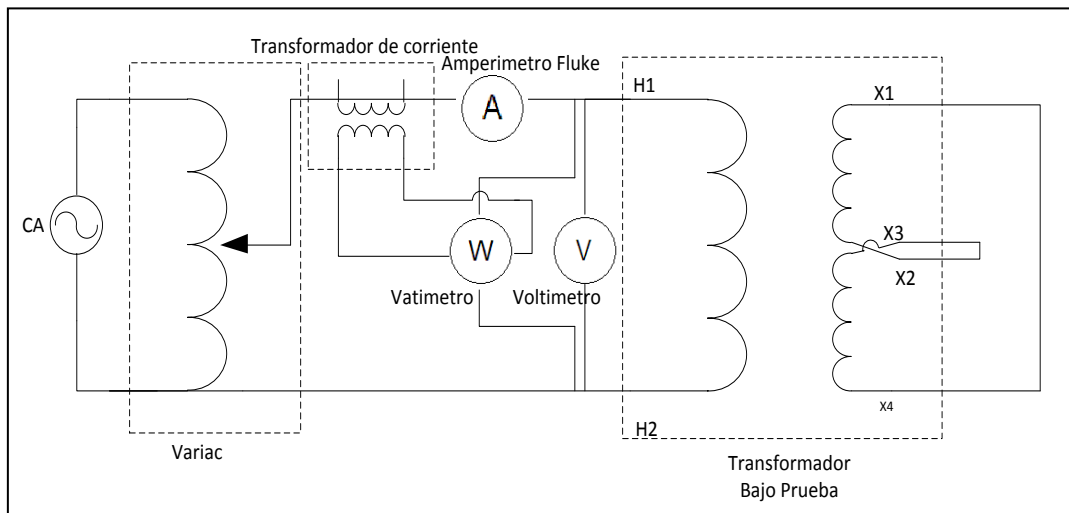 Transformador de corriente
Amperimetro Fluke
A
H1
X1
CA
W
V
X3
X2
Vatimetro
Voltimetro
X4
H2
Variac
Transformador
Bajo Prueba